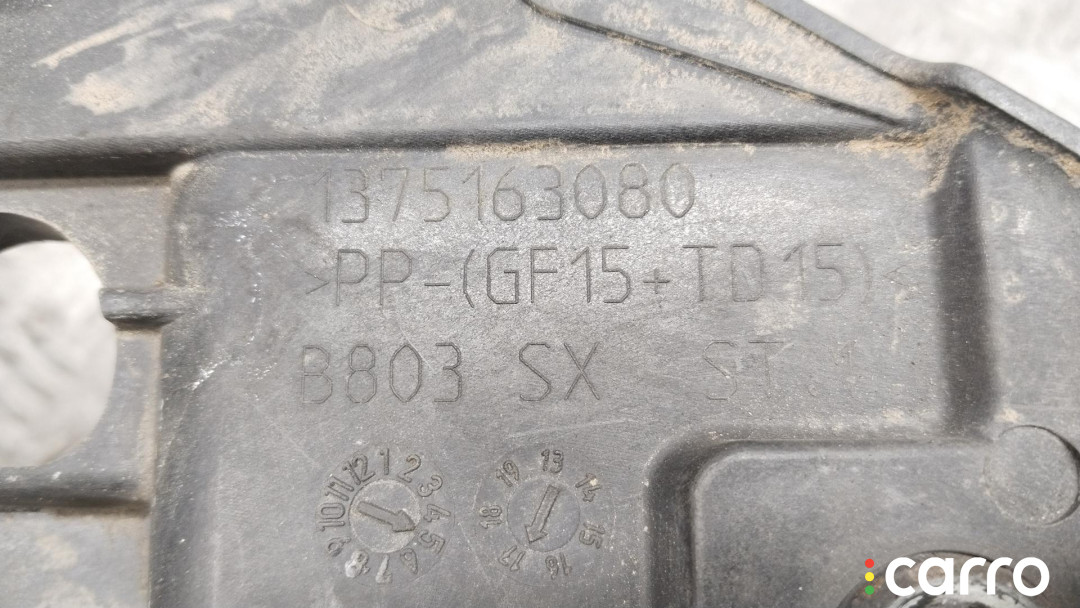 1375163080
>PP-(GF15+TD15)<
B803 SX ST.
12 1 2 3 4 5 6 7 8 9 10 11
13 14 15 16 17 18 19
carro